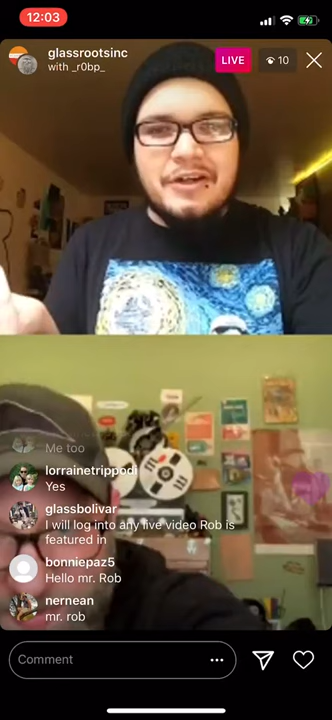 12:03
glassrootsinc
with _r0bp_
LIVE
10
Me too
lorrainetrippodi
Yes
glassbolivar
I will log into any live video Rob is
featured in
bonniepaz5
Hello mr. Rob
nernean
mr. rob
Comment